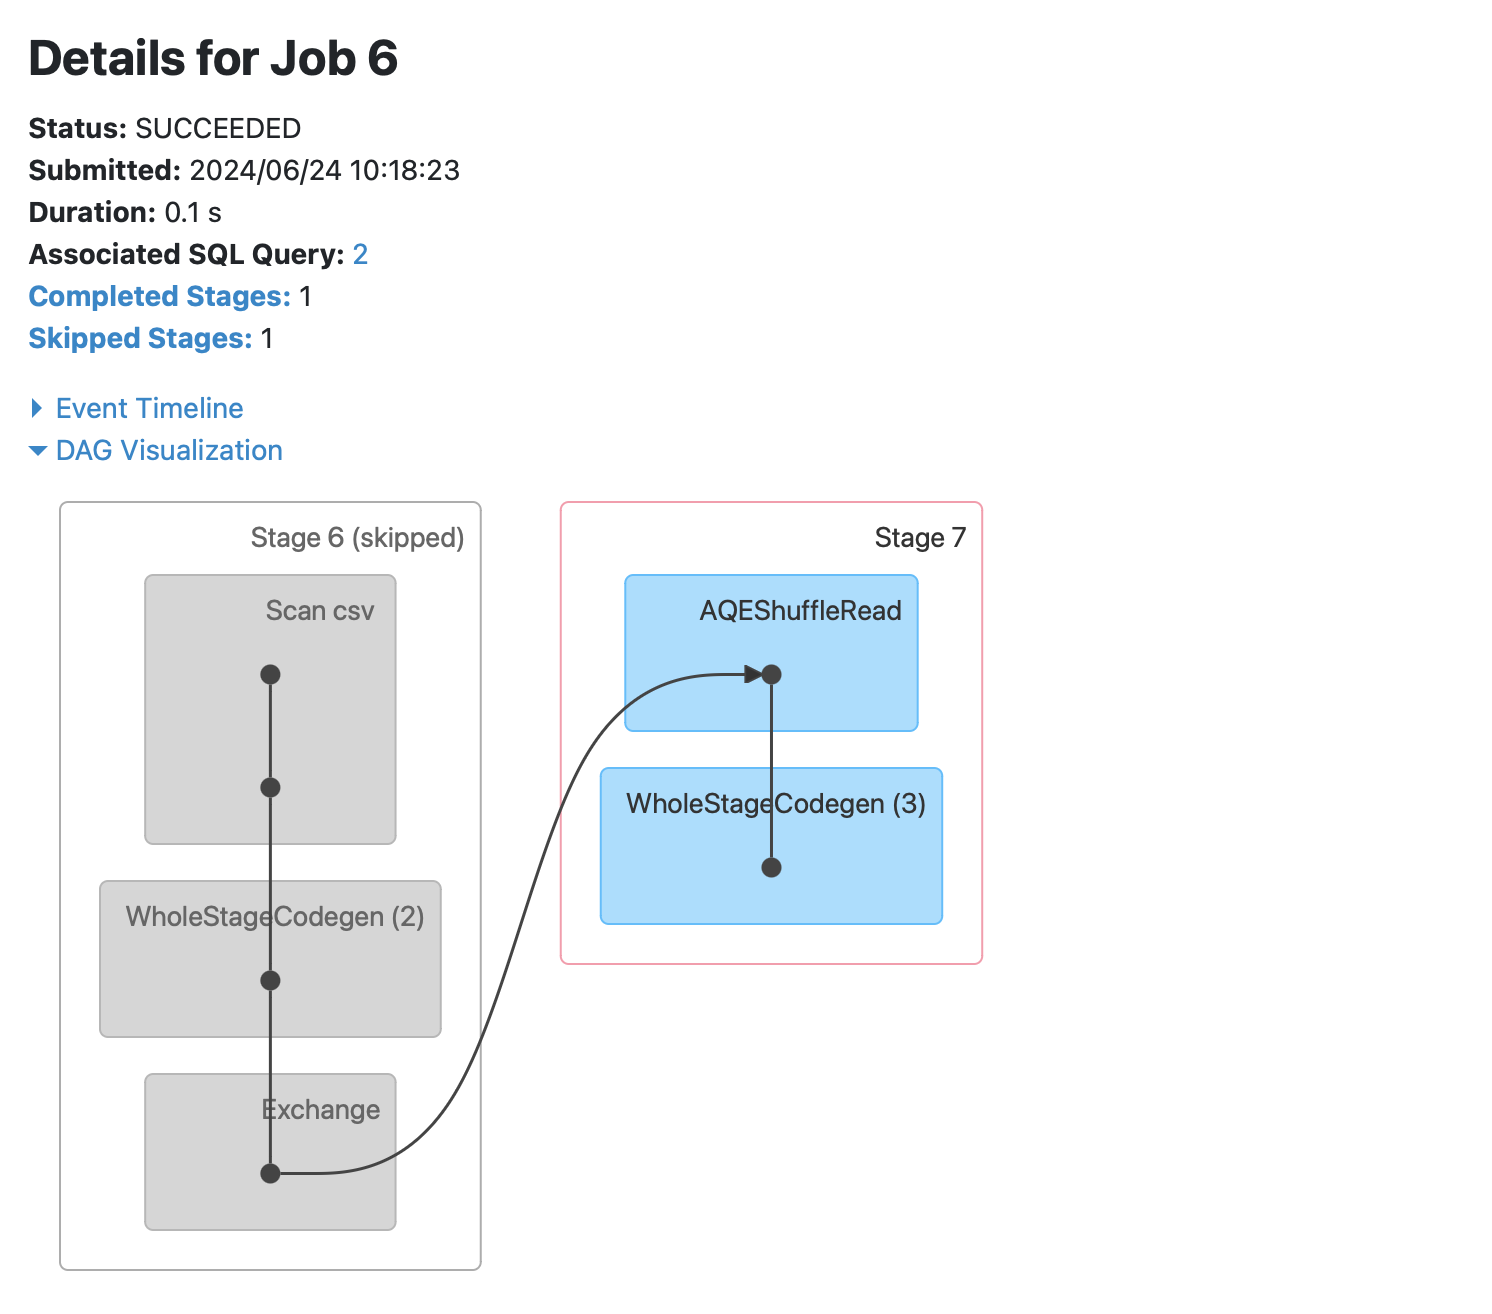 Details for Job 6
Status: SUCCEEDED
Submitted: 2024/06/24 10:18:23
Duration: 0.1 s
Associated SQL Query: 2
Completed Stages: 1
Skipped Stages: 1
Event Timeline
DAG Visualization
Stage 6 (skipped)
Scan csv
WholeStageCodegen (2)
Exchange
Stage 7
AQEShuffleRead
WholeStageCodegen (3)